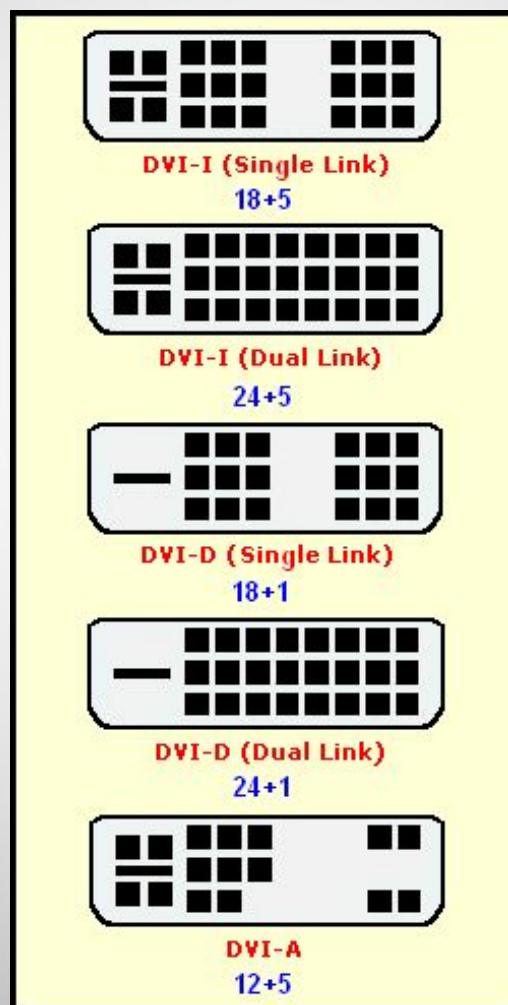 DVI-I (Single Link)
18+5
DVI-I (Dual Link)
24+5
DVI-D (Single Link)
18+1
DVI-D (Dual Link)
24+1
DVI-A
12+5